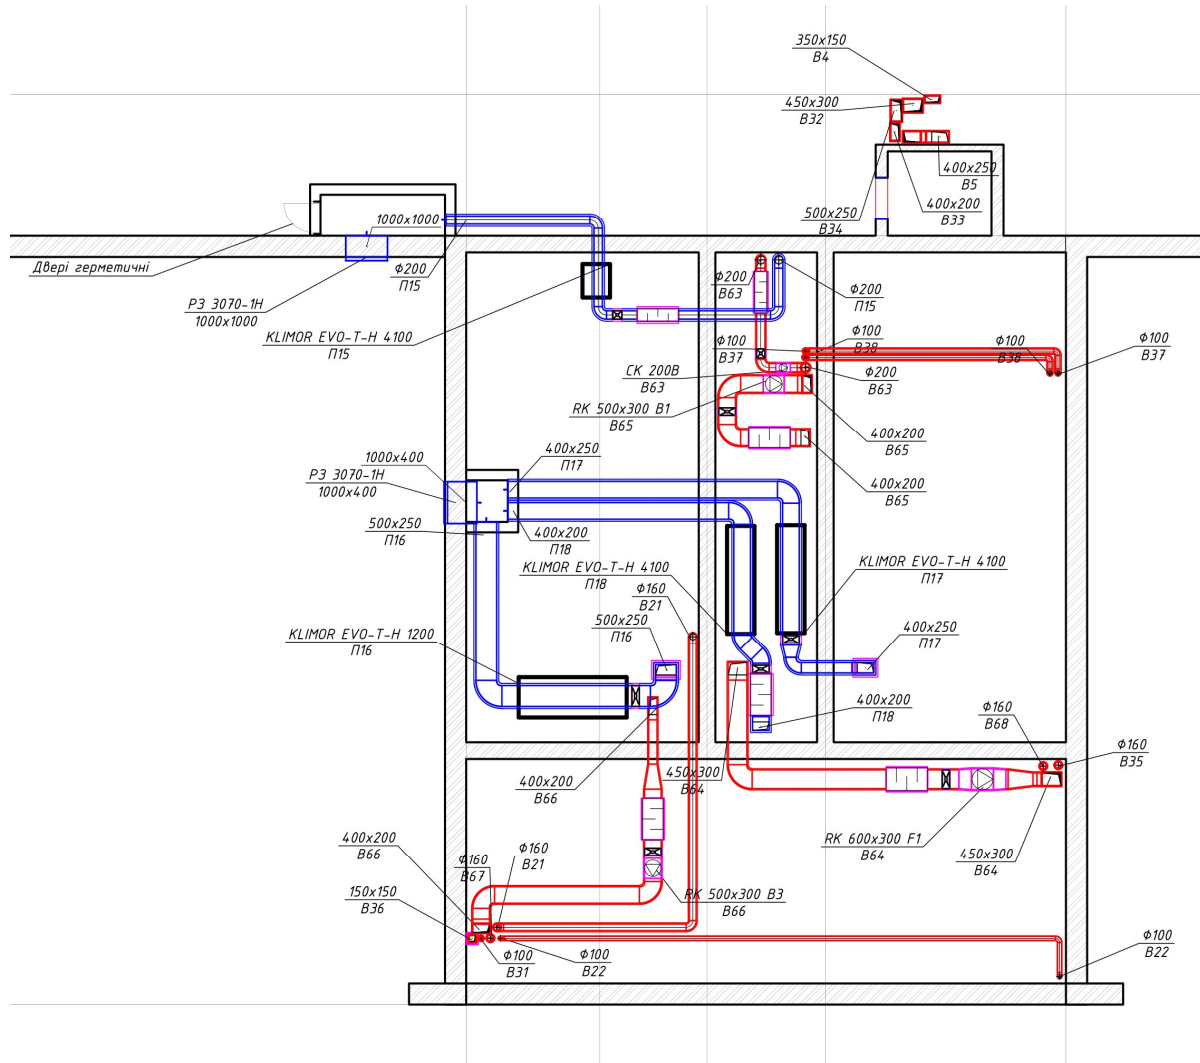 350x150
В4
450x300
В32
400x250
В5
400x200
В33
500x250
В34
1000x1000
Двері герметичні
ф200
П15
РЗ 3070-1Н
1000x1000
KLIMOR EVO-T-H 4100
П15
ф200
В63
ф200
П15
ф100
В37
ф100
В38
ф100
В38
ф100
В37
СК 200В
В63
ф200
В63
RK 500x300 В1
В65
400x200
В65
400x200
В65
400x250
П17
1000x400
РЗ 3070-1Н
1000x400
500x250
П16
400x200
П18
KLIMOR EVO-T-H 4100
П18
KLIMOR EVO-T-H 4100
П17
ф160
В21
500x250
П16
KLIMOR EVO-T-H 1200
П16
400x250
П17
400x200
П18
ф160
В68
ф160
В35
400x200
В66
450x300
В64
RK 600x300 F1
В64
450x300
В64
400x200
В66
ф160
В67
ф160
В21
150x150
В36
RK 500x300 В3
В66
ф100
В31
ф100
В22
ф100
В22